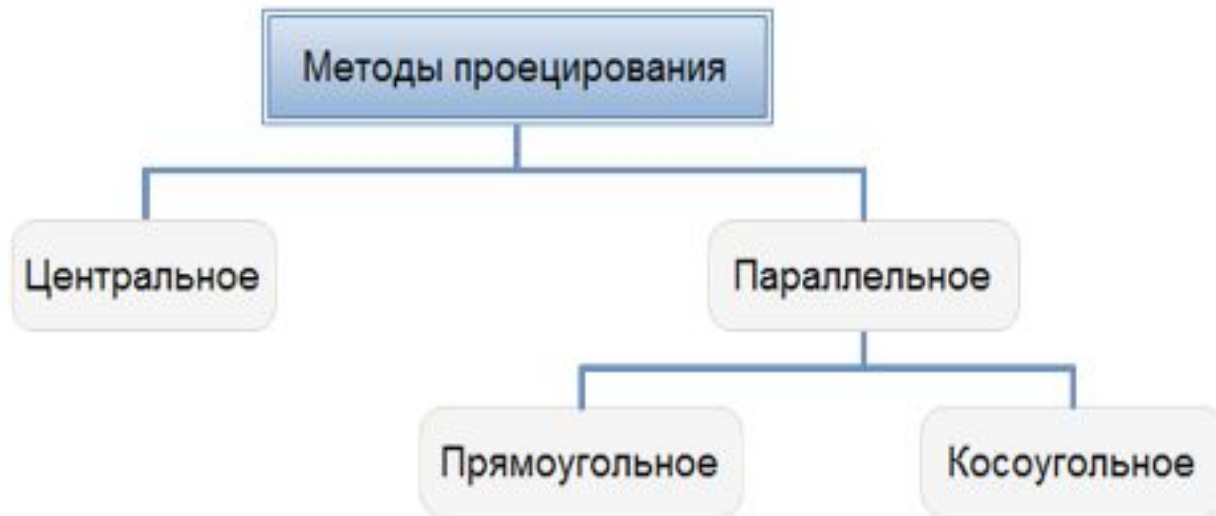 Методы проецирования
Центральное
Параллельное
Прямоугольное
Косоугольное